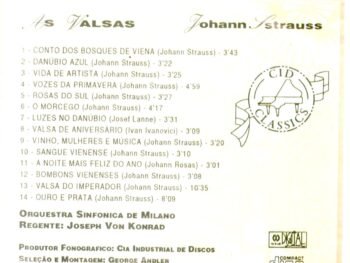 As Valsas Johann Strauss
1 - CONTO DOS BOSQUES DE VIENA (Johann Strauss) - 3'43
2 - DANÚBIO AZUL (Johann Strauss) - 3'22
3 - VIDA DE ARTISTA (Johann Strauss) - 3'25
4 - VOZES DA PRIMAVERA (Johann Strauss) - 4'59
5 - ROSAS DO SUL (Johann Strauss) - 3'27
6 - O MORCEGO (Johann Strauss) - 4'17
7 - LUZES NO DANÚBIO (Josef Lanne) - 3'21
8 - VALSA DE ANIVERSÁRIO (Ivan Ivanovici) - 3'09
9 - VINHO, MULHERES E MÚSICA (Johann Strauss) - 3'20
10 - SANGUE VIENENSE (Johann Strauss) - 3'10
11 - A NOITE MAIS FELIZ DO ANO (Johann Rosas) - 3'01
12 - BOMBONS VIENENSES (Johann Strauss) - 3'08
13 - VALSA DO IMPERADOR (Johann Strauss) - 10'35
14 - OURO E PRATA (Johann Strauss) - 8'09
CID
CLASSICS
ORQUESTRA SINFONICA DE MILANO
REGENTE: JOSEPH VON KONRAD
DIGITAL
PRODUTOR FONOGRÁFICO: CIA INDUSTRIAL DE DISCOS
SELEÇÃO E MONTAGEM: GEORGE ANDLER
COMPACT